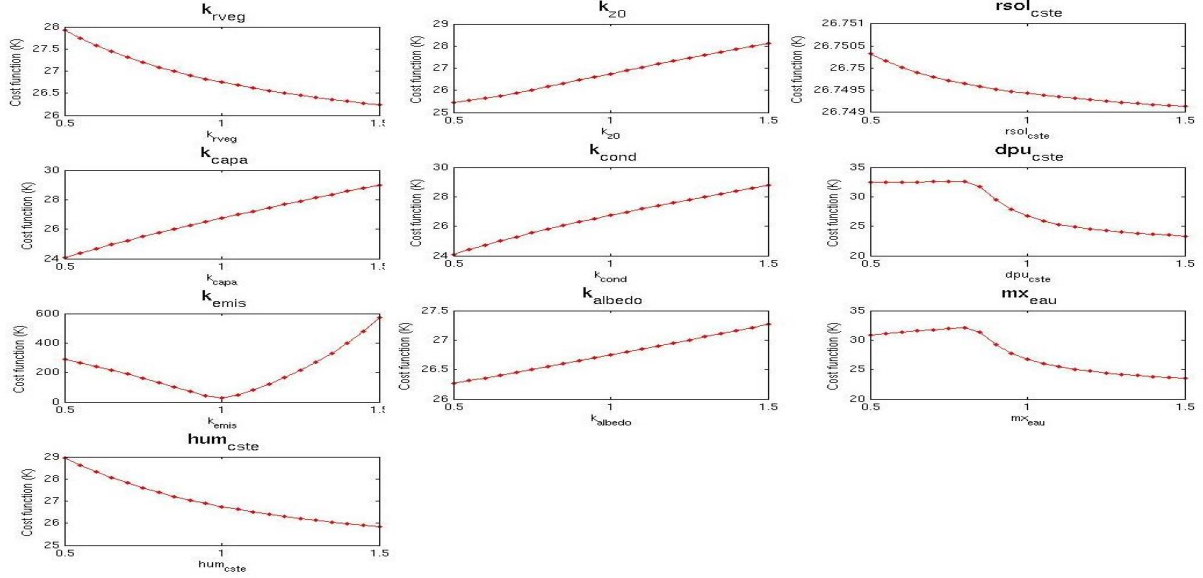 k_rveg
28
27.5
27
26.5
26
0.5 1 1.5
Cost function (K)
k_rveg
k_z0
29
28
27
26
25
0.5 1 1.5
Cost function (K)
k_z0
rsol_cste
26.751
26.7505
26.75
26.7495
26.749
0.5 1 1.5
Cost function (K)
rsol_cste
k_capa
30
28
26
24
0.5 1 1.5
Cost function (K)
k_capa
k_cond
30
28
26
24
0.5 1 1.5
Cost function (K)
k_cond
dpu_cste
35
30
25
20
0.5 1 1.5
Cost function (K)
dpu_cste
k_emis
600
400
200
0
0.5 1 1.5
Cost function (K)
k_emis
k_albedo
27.5
27
26.5
26
0.5 1 1.5
Cost function (K)
k_albedo
mx_eau
35
30
25
20
0.5 1 1.5
Cost function (K)
mx_eau
hum_cste
29
28
27
26
25
0.5 1 1.5
Cost function (K)
hum_cste